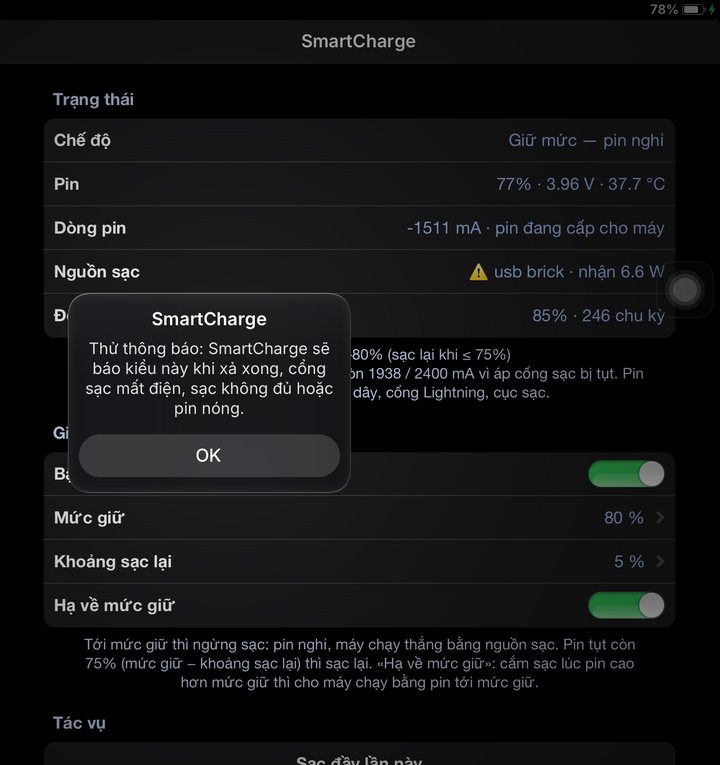 78%
SmartCharge
Trạng thái
Chế độ Giữ mức — pin nghỉ
Pin 77% · 3.96 V · 37.7 °C
Dòng pin -1511 mA · pin đang cấp cho máy
Nguồn sạc usb brick · nhận 6.6 W
85% · 246 chu kỳ
80% (sạc lại khi ≤ 75%)
1938 / 2400 mA vì áp cổng sạc bị tụt. Pin
dây, cổng Lightning, cục sạc.
SmartCharge
Thử thông báo: SmartCharge sẽ
báo kiểu này khi xả xong, cổng
sạc mất điện, sạc không đủ hoặc
pin nóng.
OK
Mức giữ 80 %
Khoảng sạc lại 5 %
Hạ về mức giữ
Tới mức giữ thì ngừng sạc: pin nghỉ, máy chạy thẳng bằng nguồn sạc. Pin tụt còn
75% (mức giữ − khoảng sạc lại) thì sạc lại. «Hạ về mức giữ»: cắm sạc lúc pin cao
hơn mức giữ thì cho máy chạy bằng pin tới mức giữ.
Tác vụ
Sạc đầy lần này